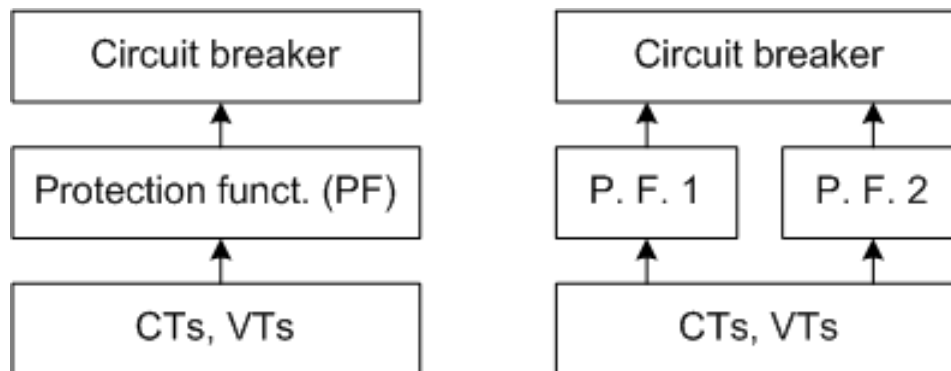 Circuit breaker
Protection funct. (PF)
CTs, VTs
Circuit breaker
P. F. 1
P. F. 2
CTs, VTs